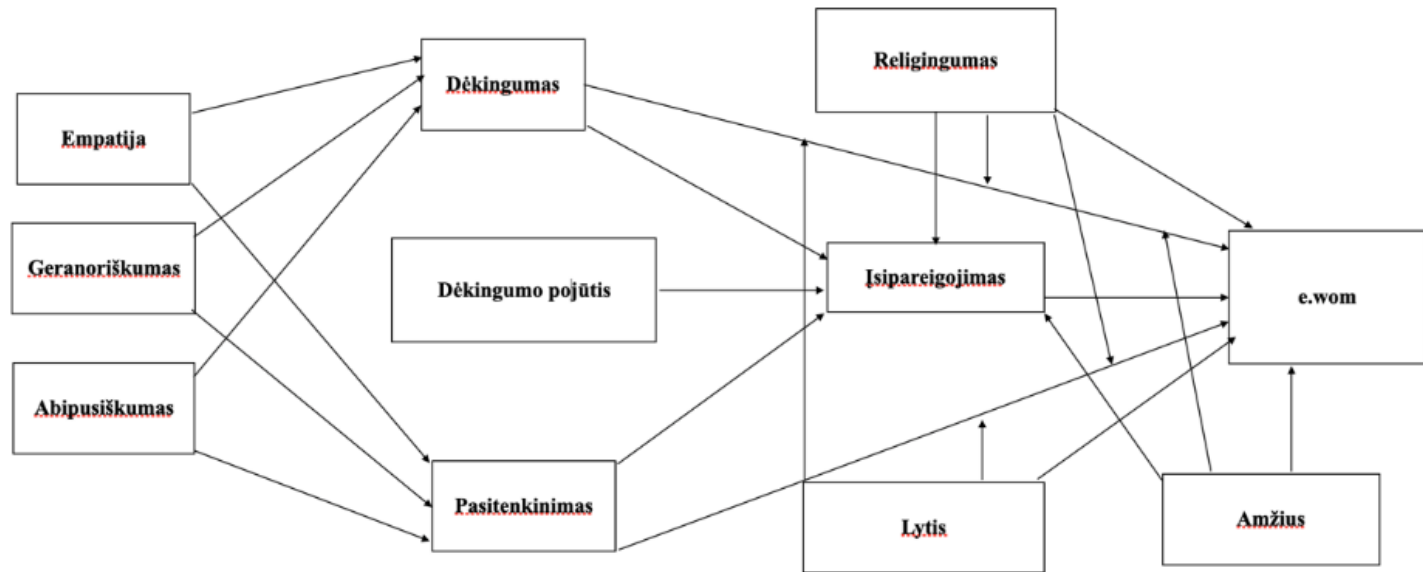 Religingumas
Dėkingumas
Empatija
Geranoriškumas
Dėkingumo pojūtis
Įsipareigojimas
e.wom
Abipusiškumas
Pasitenkinimas
Lytis
Amžius